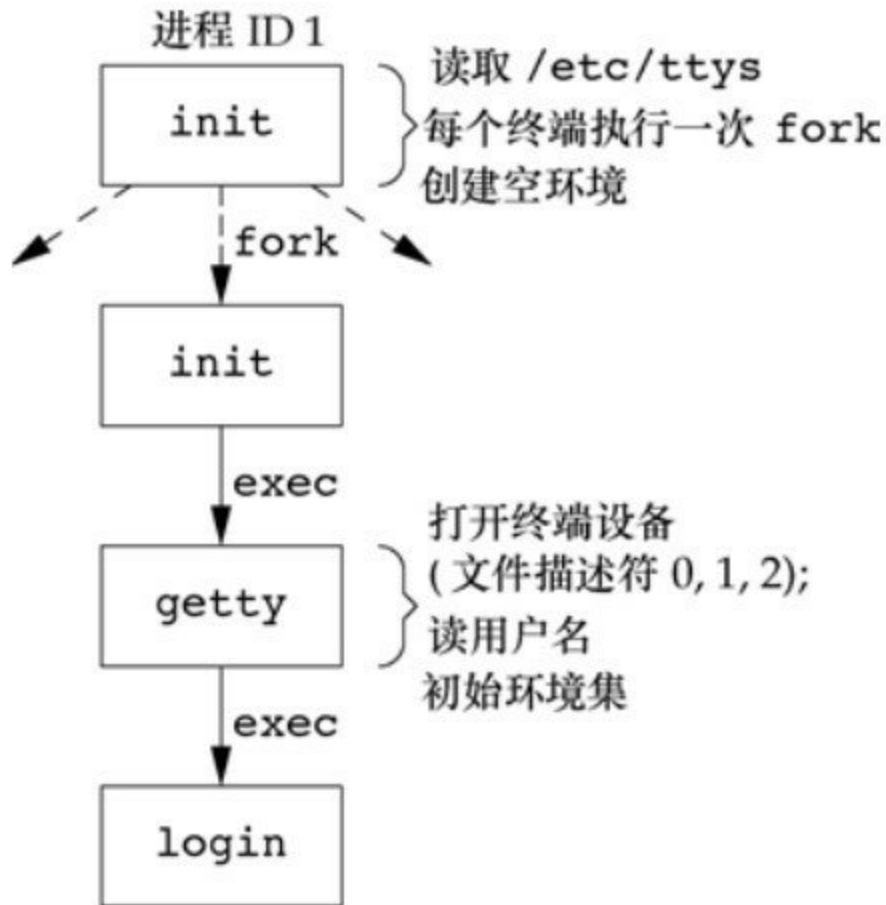 进程 ID 1
init
读取 /etc/ttys
每个终端执行一次 fork
创建空环境
fork
init
exec
getty
打开终端设备
( 文件描述符 0, 1, 2);
读用户名
初始环境集
exec
login